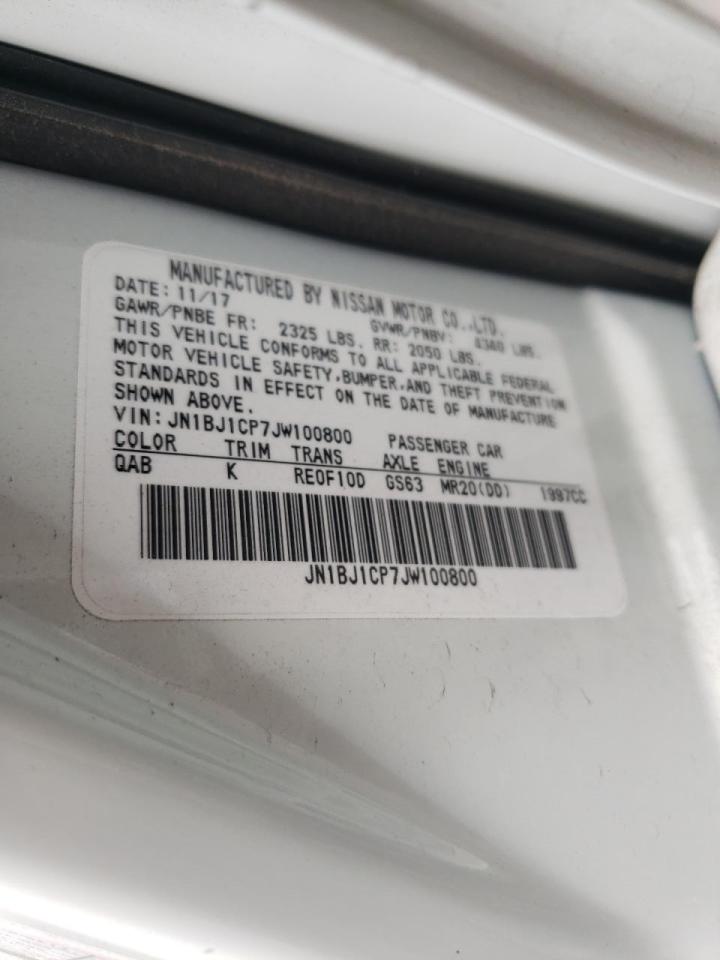 MANUFACTURED BY NISSAN MOTOR CO.,LTD.
DATE: 11/17 GVWR/PNBV: 4340 LBS.
GAWR/PNBE FR: 2325 LBS. RR: 2050 LBS.
THIS VEHICLE CONFORMS TO ALL APPLICABLE FEDERAL
MOTOR VEHICLE SAFETY,BUMPER,AND THEFT PREVENTION
STANDARDS IN EFFECT ON THE DATE OF MANUFACTURE
SHOWN ABOVE.
VIN: JN1BJ1CP7JW100800 PASSENGER CAR
COLOR TRIM TRANS AXLE ENGINE
QAB K RE0F10D GS63 MR20(DD) 1997CC
JN1BJ1CP7JW100800